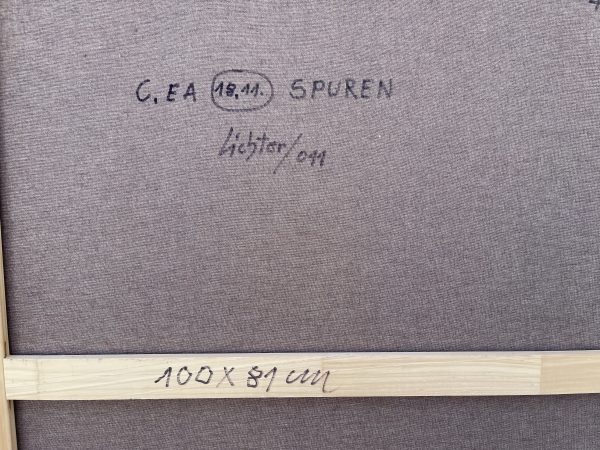 C, EA 18.11. SPUREN
Lichter/011
100 X 81 cm